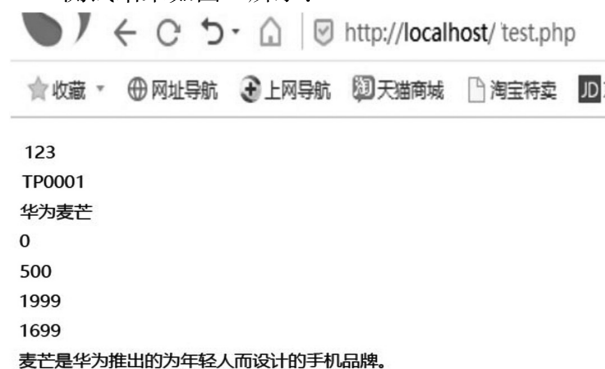 http://localhost/ test.php
收藏 网址导航 上网导航 天猫商城 淘宝特卖 JD
123
TP0001
华为麦芒
0
500
1999
1699
麦芒是华为推出的为年轻人而设计的手机品牌。